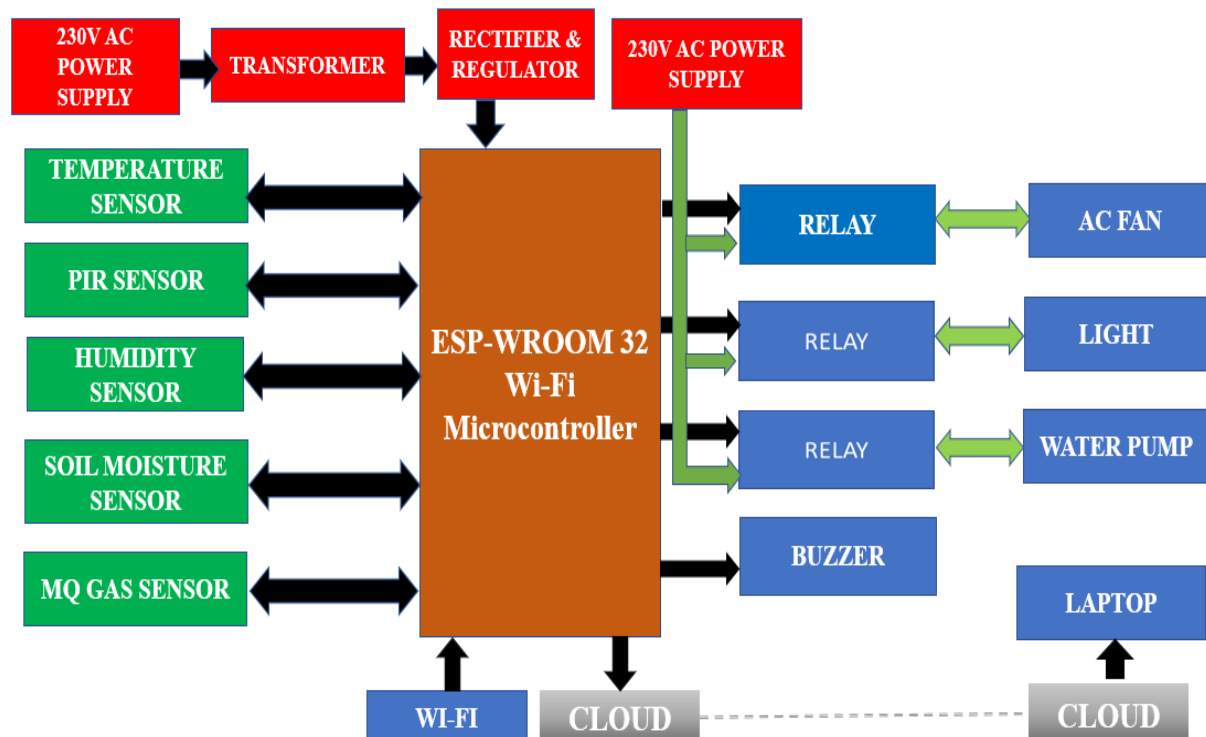 230V AC
POWER
SUPPLY
TRANSFORMER
RECTIFIER &
REGULATOR
230V AC POWER
SUPPLY
TEMPERATURE
SENSOR
PIR SENSOR
HUMIDITY
SENSOR
SOIL MOISTURE
SENSOR
MQ GAS SENSOR
ESP-WROOM 32
Wi-Fi
Microcontroller
RELAY
AC FAN
RELAY
LIGHT
RELAY
WATER PUMP
BUZZER
LAPTOP
WI-FI
CLOUD
CLOUD